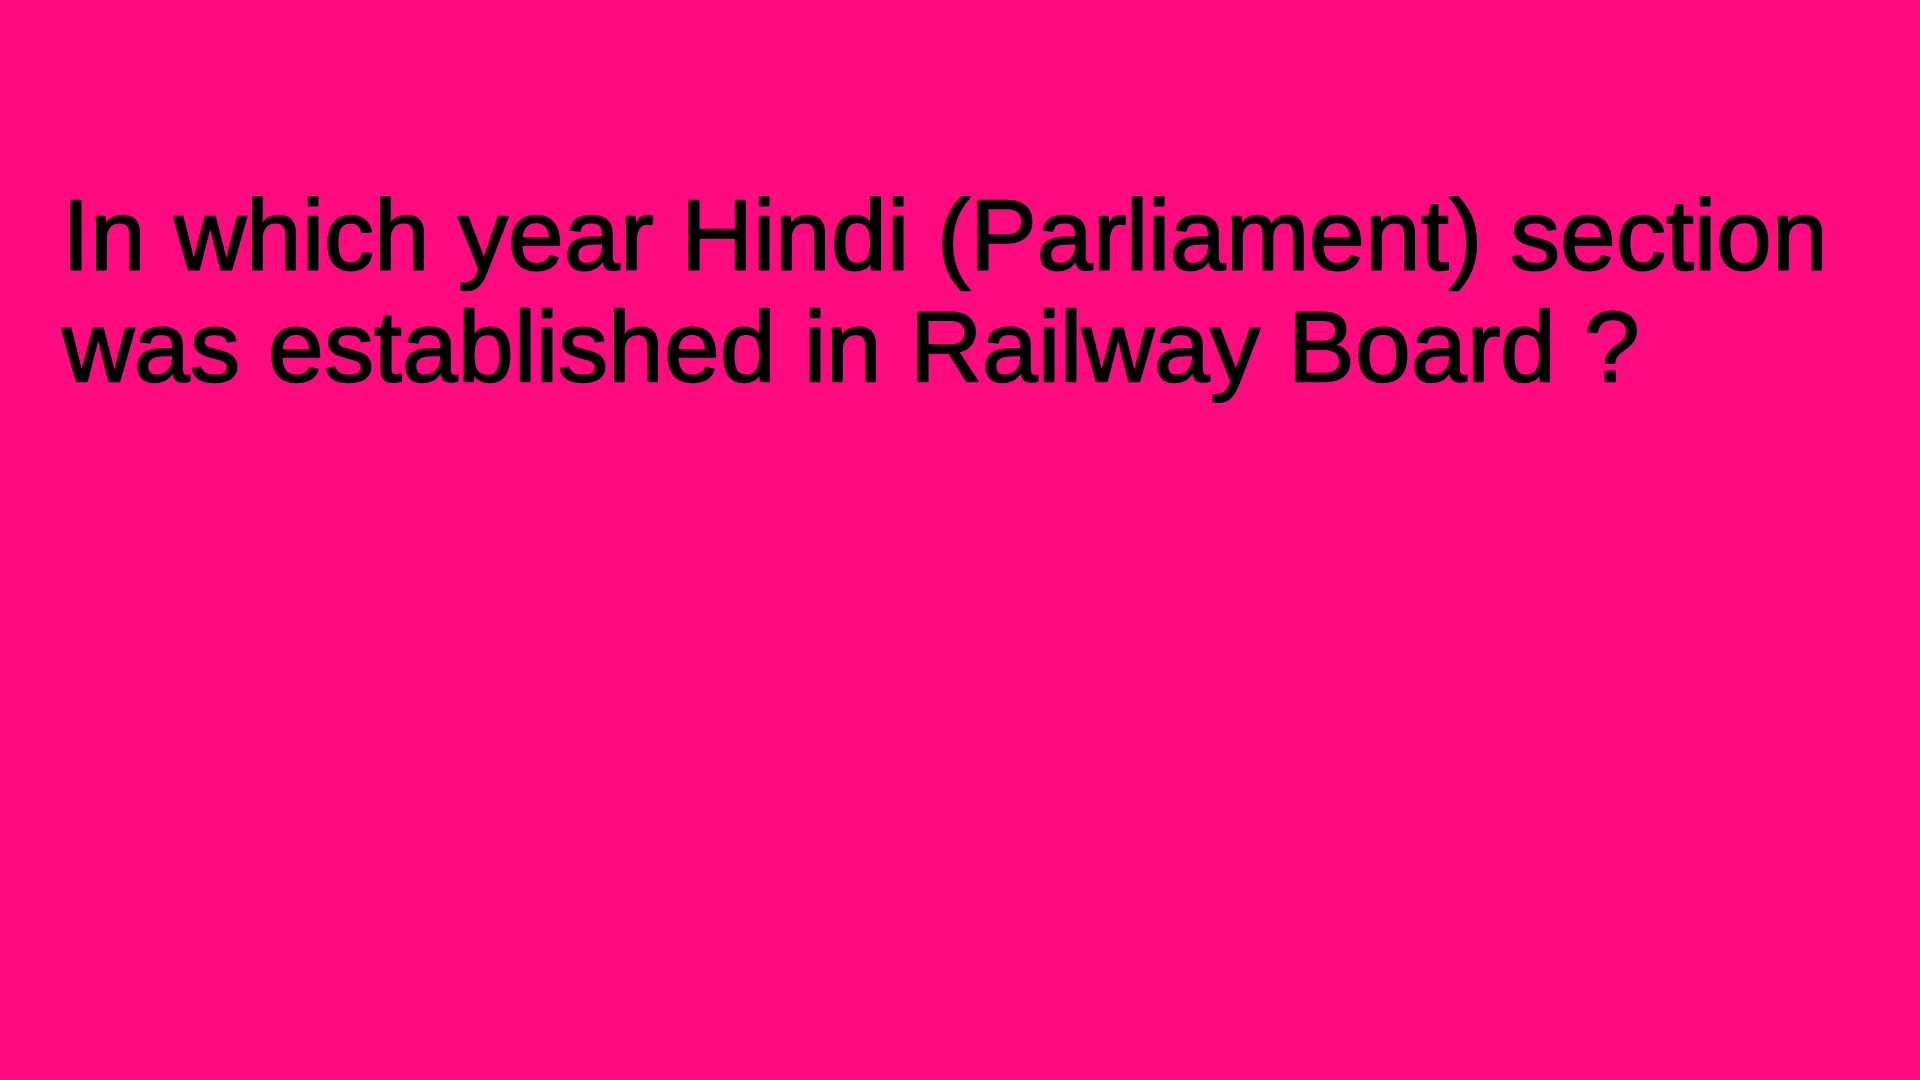 In which year Hindi (Parliament) section
was established in Railway Board ?